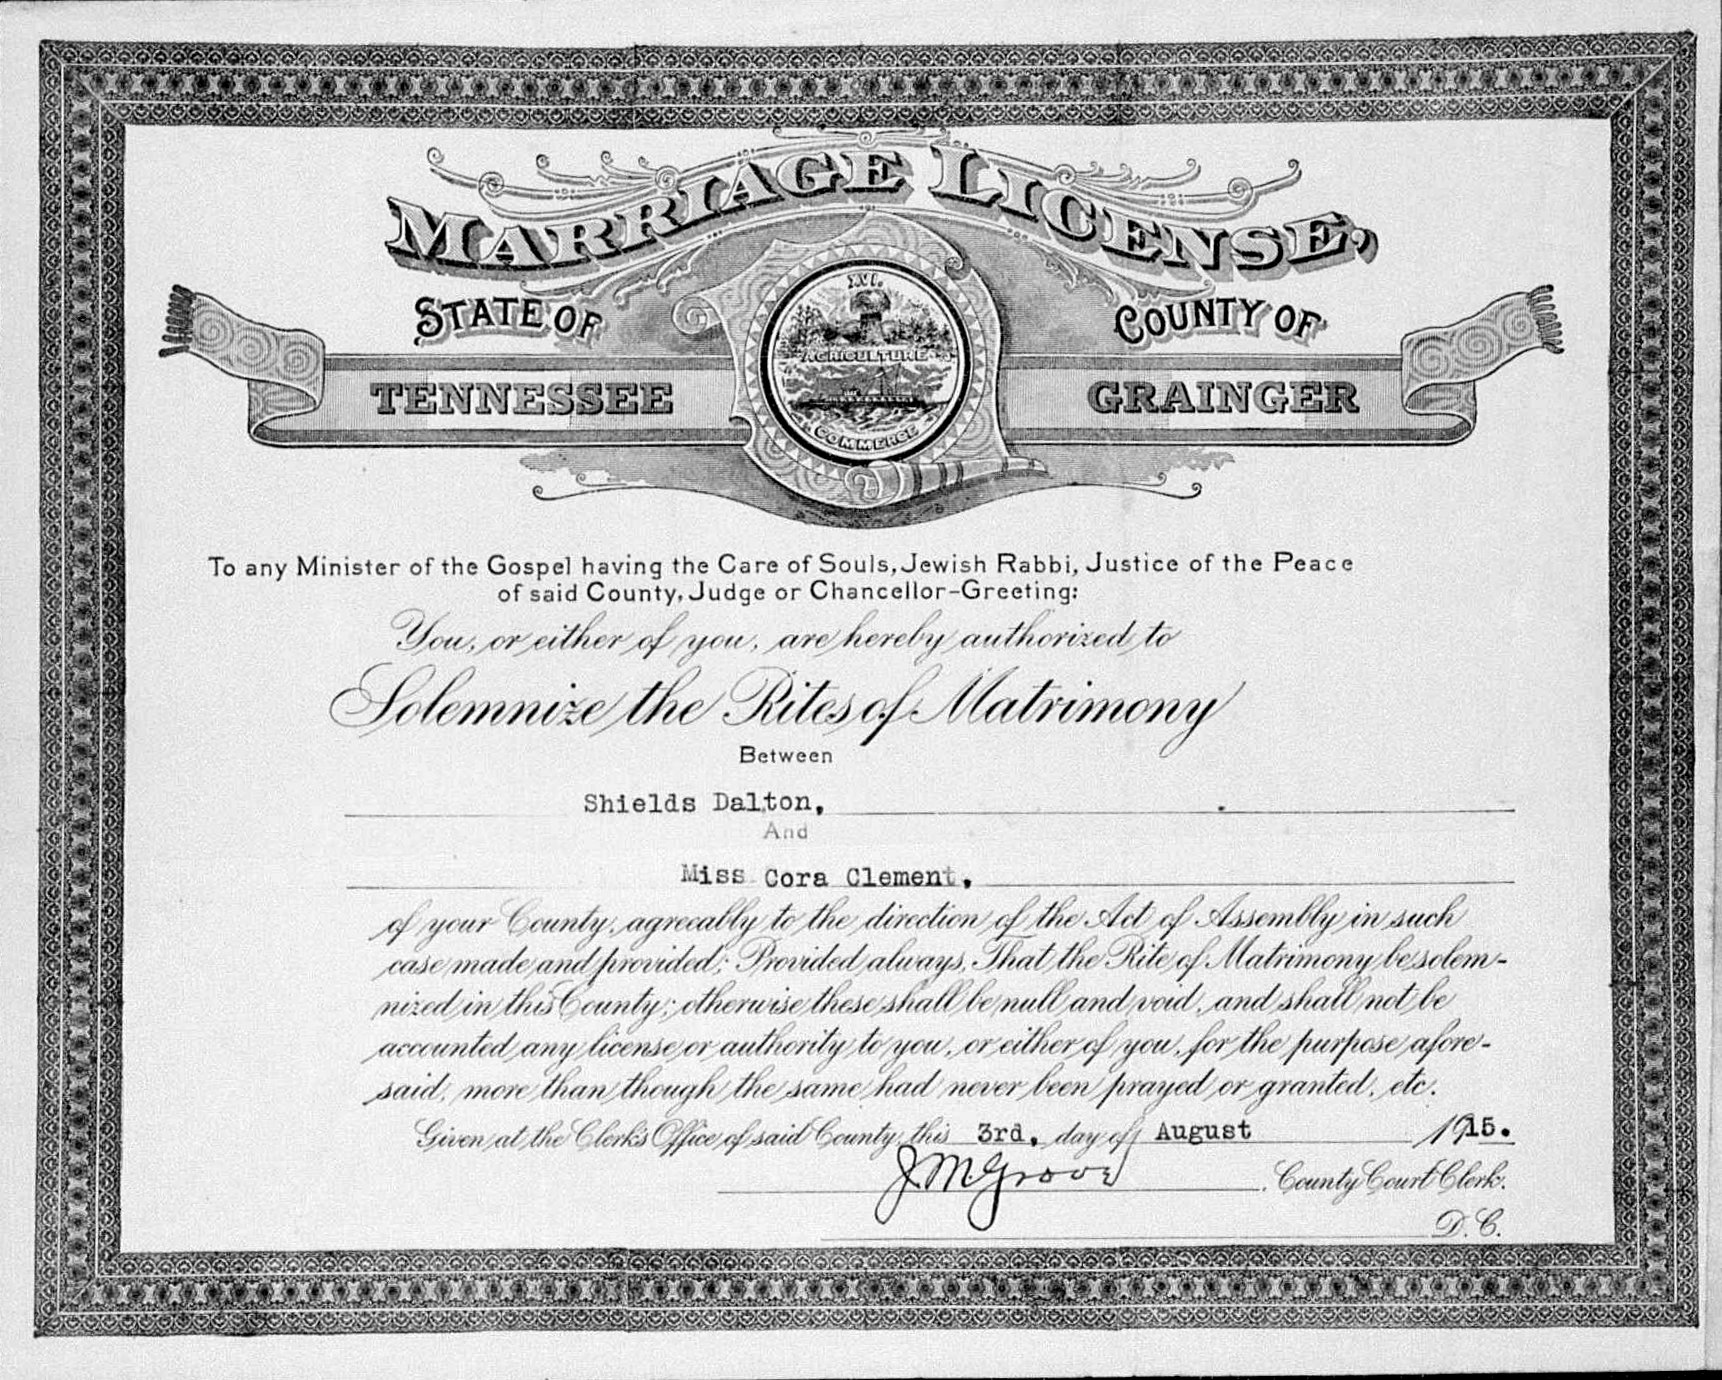 MARRIAGE LICENSE,
STATE OF
COUNTY OF
TENNESSEE
GRAINGER
XVI.
AGRICULTURE
COMMERCE
To any Minister of the Gospel having the Care of Souls, Jewish Rabbi, Justice of the Peace
of said County, Judge or Chancellor-Greeting:
You, or either of you, are hereby authorized to
Solemnize the Rites of Matrimony
Between
Shields Dalton,
And
Miss Cora Clement,
of your County, agreeably to the direction of the Act of Assembly in such
case made and provided; Provided always, That the Rite of Matrimony be solem-
nized in this County; otherwise these shall be null and void, and shall not be
accounted any license or authority to you, or either of you, for the purpose afore-
said, more than though the same had never been prayed or granted, etc.
Given at the Clerk's Office of said County, this 3rd, day of August 1915.
J M Grove County Court Clerk.
D. C.